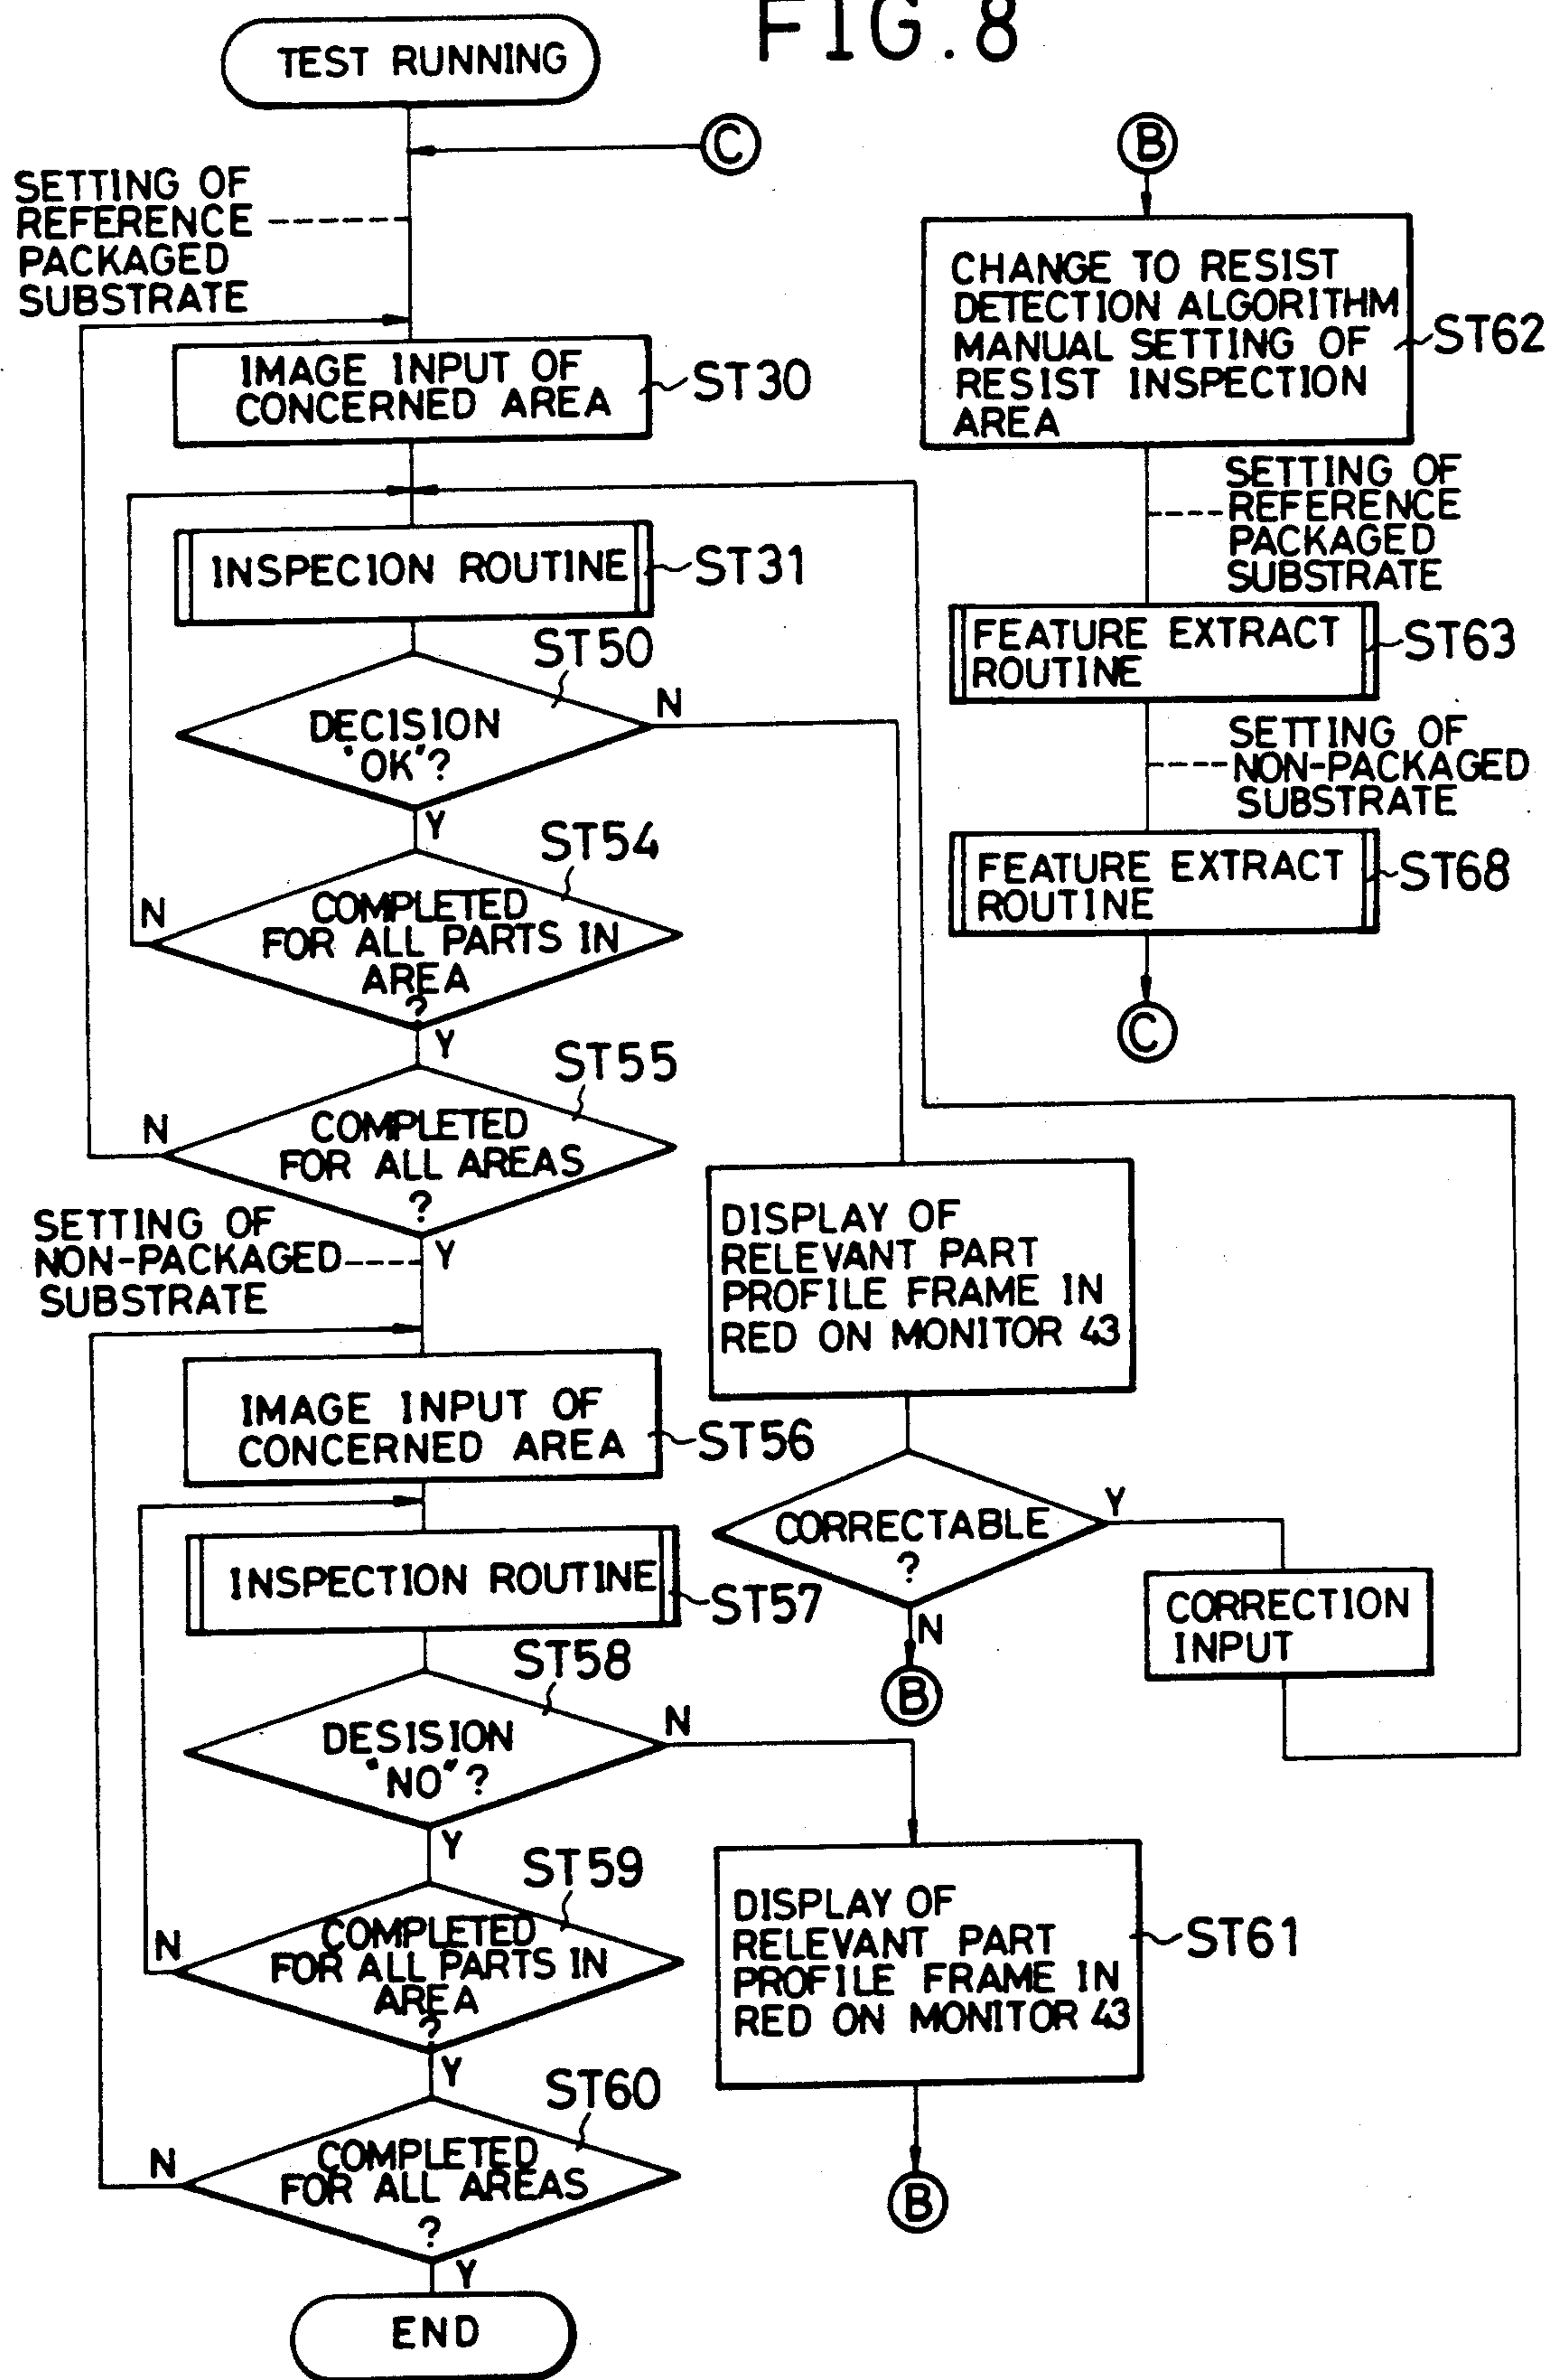 FIG. 8
TEST RUNNING
C
SETTING OF
REFERENCE
PACKAGED
SUBSTRATE
IMAGE INPUT OF
CONCERNED AREA
ST30
INSPECION ROUTINE
ST31
ST50
DECISION
"OK"?
N
Y
ST54
COMPLETED
FOR ALL PARTS IN
AREA
?
N
Y
ST55
COMPLETED
FOR ALL AREAS
?
N
Y
SETTING OF
NON-PACKAGED
SUBSTRATE
IMAGE INPUT OF
CONCERNED AREA
ST56
INSPECTION ROUTINE
ST57
ST58
DESISION
"NO"?
N
Y
ST59
COMPLETED
FOR ALL PARTS IN
AREA
?
N
Y
ST60
COMPLETED
FOR ALL AREAS
?
N
Y
END
DISPLAY OF
RELEVANT PART
PROFILE FRAME IN
RED ON MONITOR 43
CORRECTABLE
?
Y
N
B
CORRECTION
INPUT
DISPLAY OF
RELEVANT PART
PROFILE FRAME IN
RED ON MONITOR 43
ST61
B
B
CHANGE TO RESIST
DETECTION ALGORITHM
MANUAL SETTING OF
RESIST INSPECTION
AREA
ST62
SETTING OF
REFERENCE
PACKAGED
SUBSTRATE
FEATURE EXTRACT
ROUTINE
ST63
SETTING OF
NON-PACKAGED
SUBSTRATE
FEATURE EXTRACT
ROUTINE
ST68
C